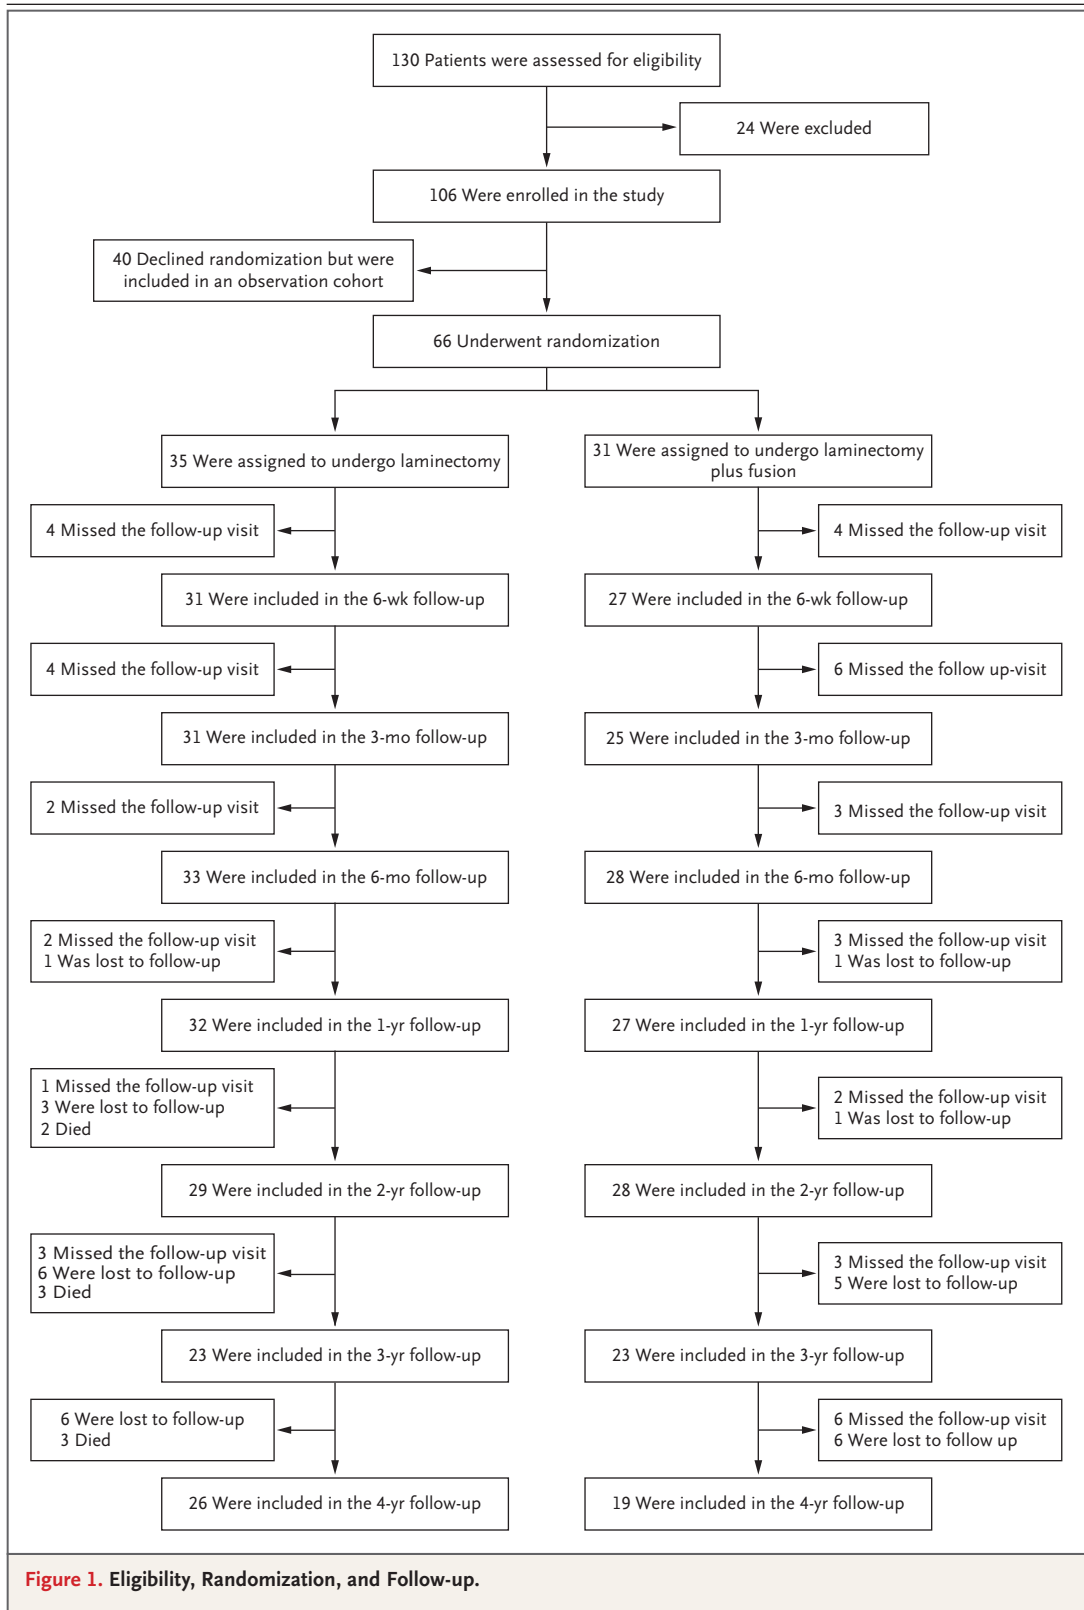 130 Patients were assessed for eligibility
24 Were excluded
106 Were enrolled in the study
40 Declined randomization but were
included in an observation cohort
66 Underwent randomization
35 Were assigned to undergo laminectomy
31 Were assigned to undergo laminectomy
plus fusion
4 Missed the follow-up visit
4 Missed the follow-up visit
31 Were included in the 6-wk follow-up
27 Were included in the 6-wk follow-up
4 Missed the follow-up visit
6 Missed the follow up-visit
31 Were included in the 3-mo follow-up
25 Were included in the 3-mo follow-up
2 Missed the follow-up visit
3 Missed the follow-up visit
33 Were included in the 6-mo follow-up
28 Were included in the 6-mo follow-up
2 Missed the follow-up visit
1 Was lost to follow-up
3 Missed the follow-up visit
1 Was lost to follow-up
32 Were included in the 1-yr follow-up
27 Were included in the 1-yr follow-up
1 Missed the follow-up visit
3 Were lost to follow-up
2 Died
2 Missed the follow-up visit
1 Was lost to follow-up
29 Were included in the 2-yr follow-up
28 Were included in the 2-yr follow-up
3 Missed the follow-up visit
6 Were lost to follow-up
3 Died
3 Missed the follow-up visit
5 Were lost to follow-up
23 Were included in the 3-yr follow-up
23 Were included in the 3-yr follow-up
6 Were lost to follow-up
3 Died
6 Missed the follow-up visit
6 Were lost to follow up
26 Were included in the 4-yr follow-up
19 Were included in the 4-yr follow-up
Figure 1. Eligibility, Randomization, and Follow-up.